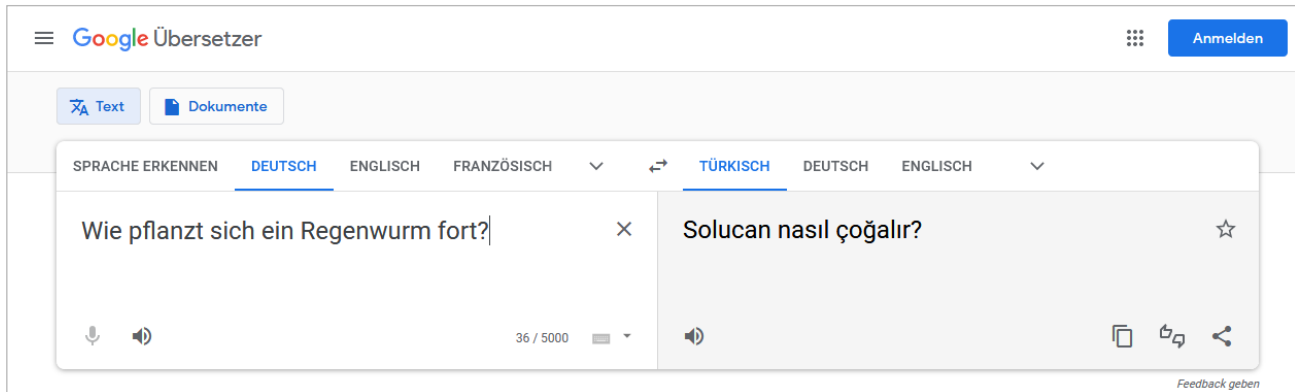 Google Übersetzer
Anmelden
Text
Dokumente
SPRACHE ERKENNEN DEUTSCH ENGLISCH FRANZÖSISCH TÜRKISCH DEUTSCH ENGLISCH
Wie pflanzt sich ein Regenwurm fort?
Solucan nasıl çoğalır?
36 / 5000
Feedback geben